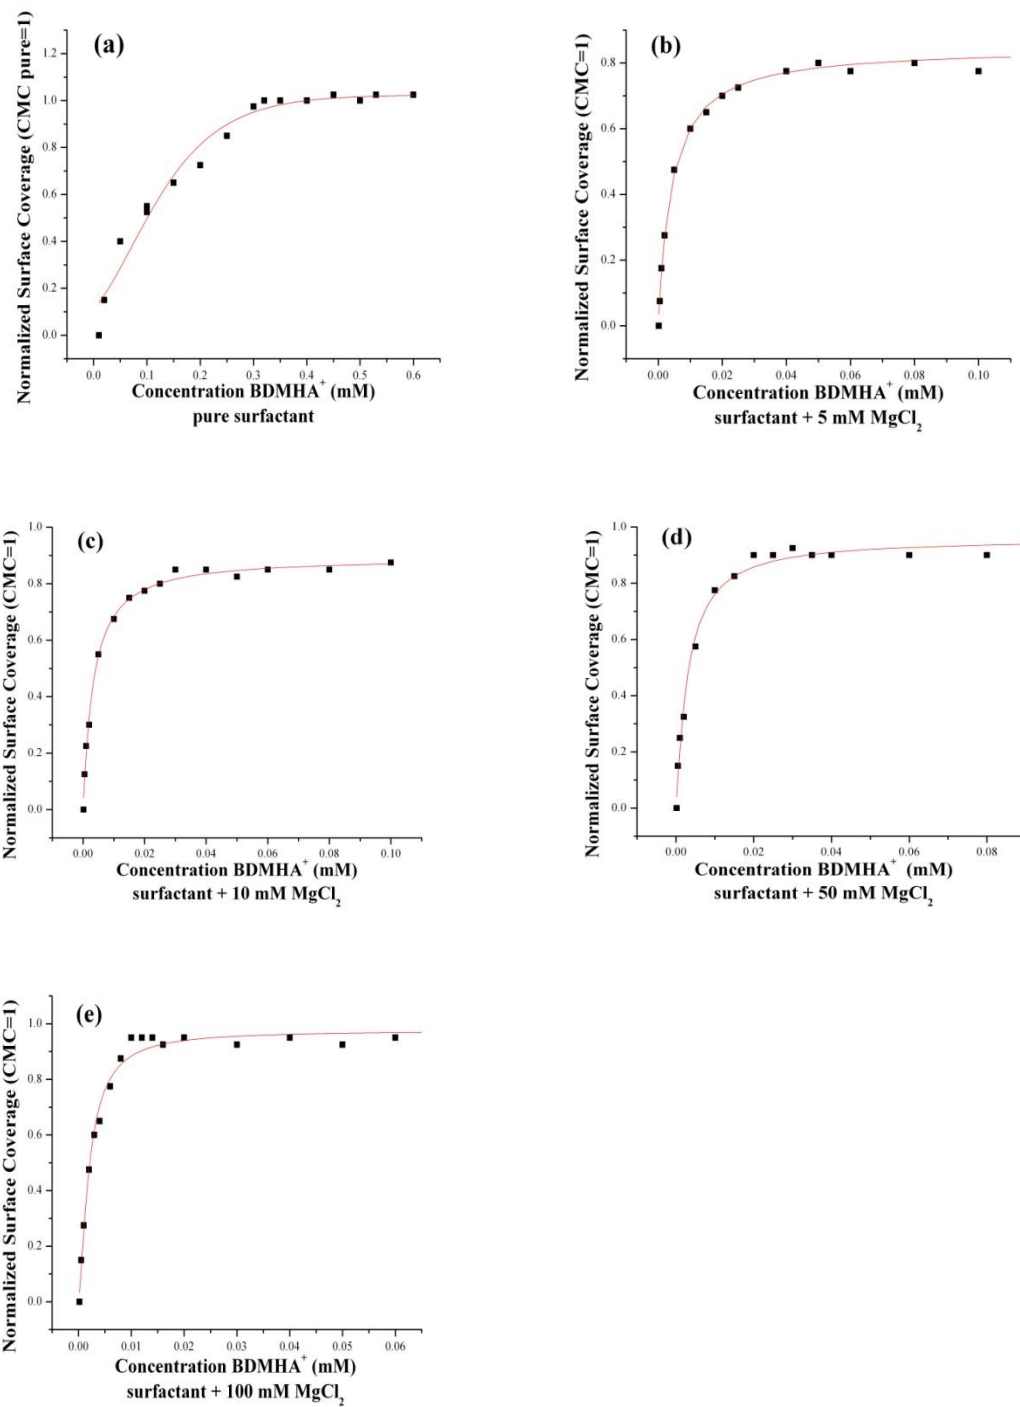 (a)
Normalized Surface Coverage (CMC pure=1)
1.2
1.0
0.8
0.6
0.4
0.2
0.0
0.0 0.1 0.2 0.3 0.4 0.5 0.6
Concentration BDMHA⁺ (mM)
pure surfactant
(b)
Normalized Surface Coverage (CMC=1)
0.8
0.6
0.4
0.2
0.0
0.00 0.02 0.04 0.06 0.08 0.10
Concentration BDMHA⁺ (mM)
surfactant + 5 mM MgCl₂
(c)
Normalized Surface Coverage (CMC=1)
1.0
0.8
0.6
0.4
0.2
0.0
0.00 0.02 0.04 0.06 0.08 0.10
Concentration BDMHA⁺ (mM)
surfactant + 10 mM MgCl₂
(d)
Normalized Surface Coverage (CMC=1)
1.0
0.8
0.6
0.4
0.2
0.0
0.00 0.02 0.04 0.06 0.08
Concentration BDMHA⁺ (mM)
surfactant + 50 mM MgCl₂
(e)
Normalized Surface Coverage (CMC=1)
1.0
0.8
0.6
0.4
0.2
0.0
0.00 0.01 0.02 0.03 0.04 0.05 0.06
Concentration BDMHA⁺ (mM)
surfactant + 100 mM MgCl₂